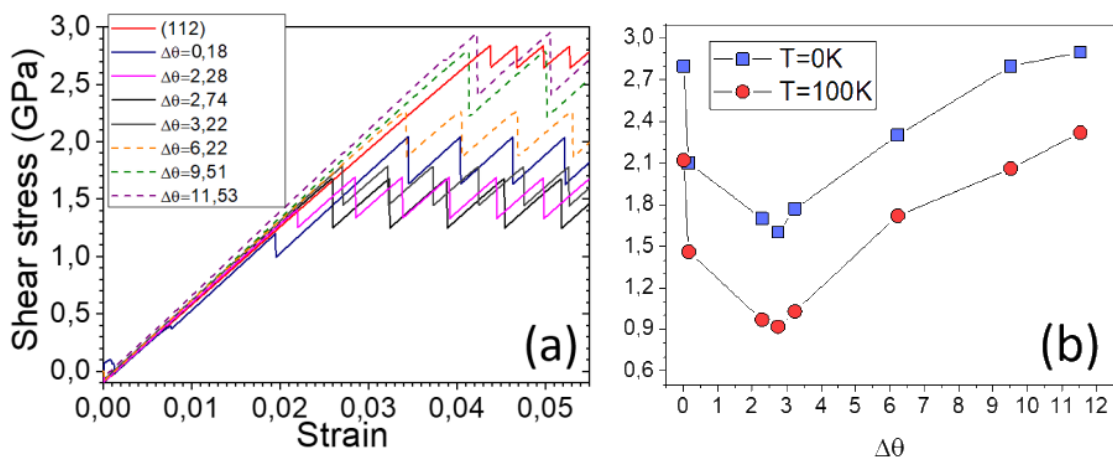 3,0
2,5
2,0
1,5
1,0
0,5
0,0
Shear stress (GPa)
(112)
Δθ=0,18
Δθ=2,28
Δθ=2,74
Δθ=3,22
Δθ=6,22
Δθ=9,51
Δθ=11,53
(a)
0,00 0,01 0,02 0,03 0,04 0,05
Strain
3,0
2,7
2,4
2,1
1,8
1,5
1,2
0,9
0,6
T=0K
T=100K
(b)
0 1 2 3 4 5 6 7 8 9 10 11 12
Δθ